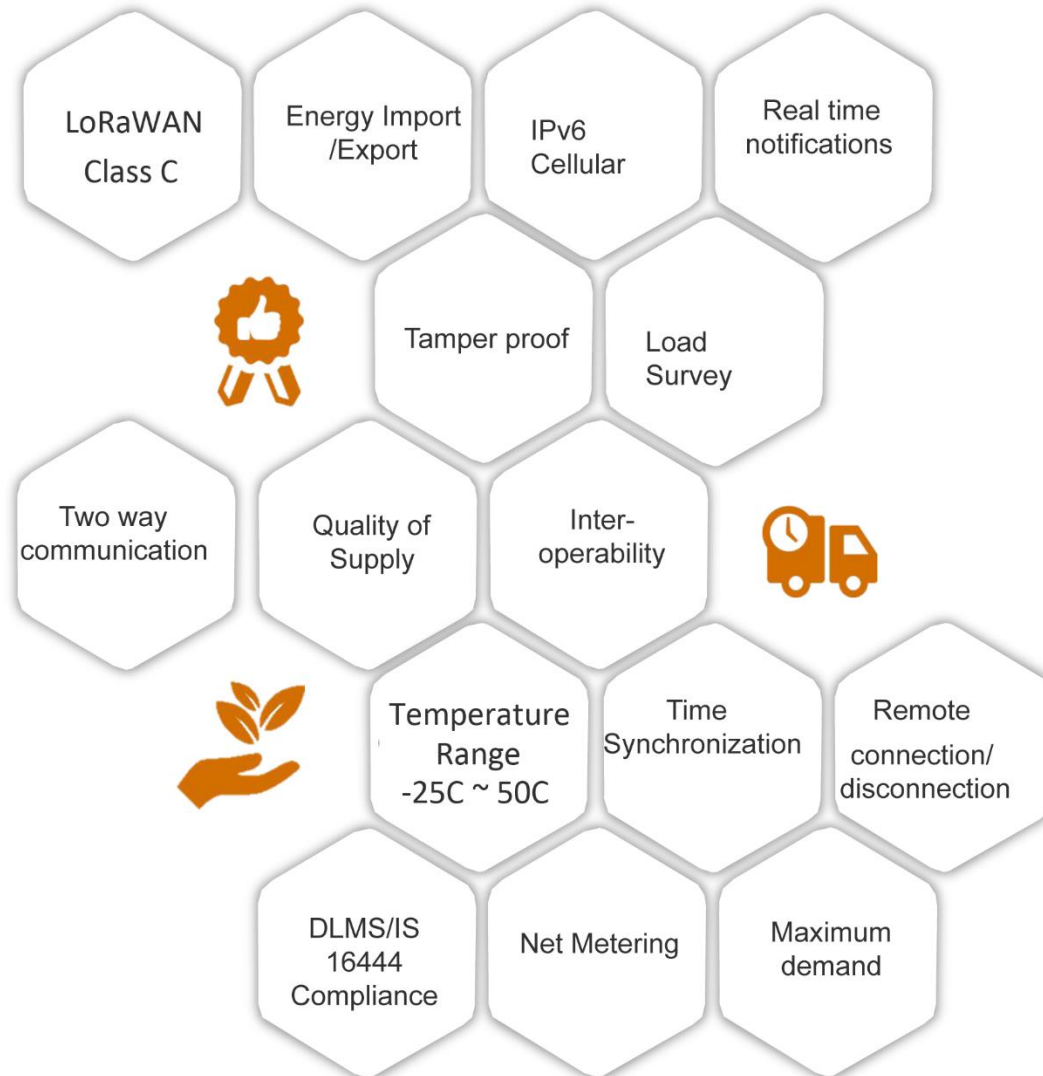 LoRaWAN
Class C
Energy Import
/Export
IPv6
Cellular
Real time
notifications
Tamper proof
Load
Survey
Two way
communication
Quality of
Supply
Inter-
operability
Temperature
Range
-25C ~ 50C
Time
Synchronization
Remote
connection/
disconnection
DLMS/IS
16444
Compliance
Net Metering
Maximum
demand